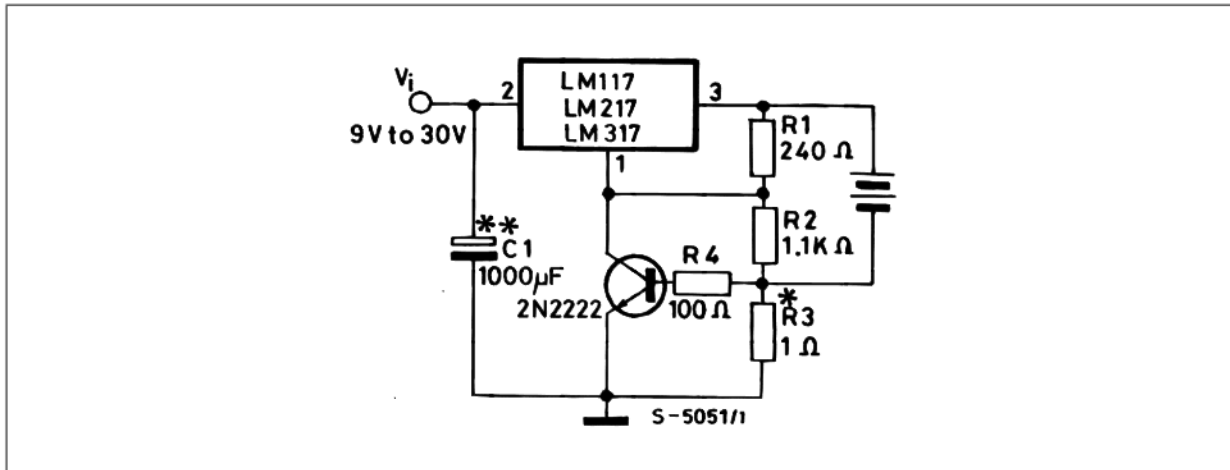 Vi
9V to 30V
2
LM117
LM217
LM317
3
1
R1
240 Ω
R2
1.1K Ω
**
C1
1000µF
2N2222
R4
100 Ω
*
R3
1 Ω
S-5051/1